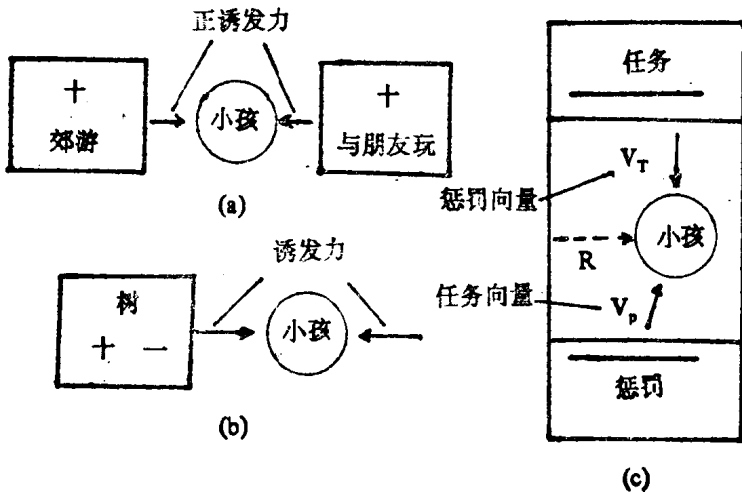 正诱发力
+
郊游
小孩
+
与朋友玩
(a)
诱发力
树
+ —
小孩
(b)
任务
V_T
惩罚向量
小孩
R
任务向量
V_p
惩罚
(c)